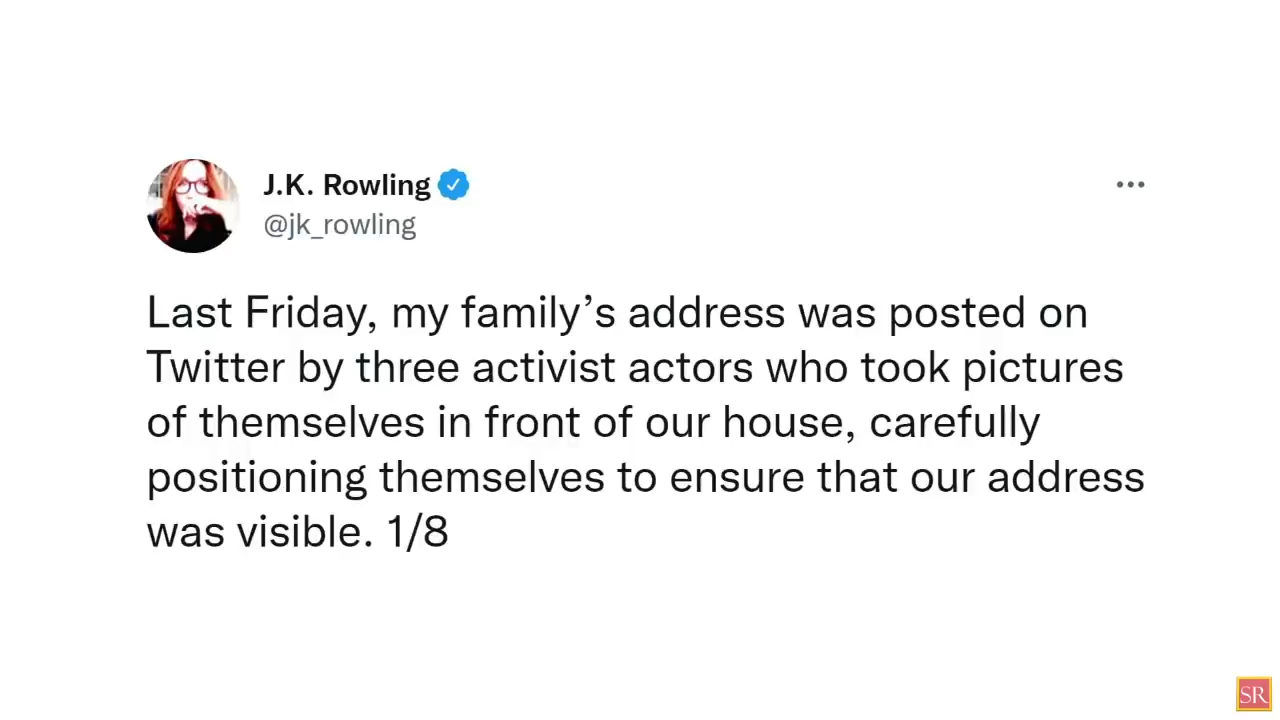 J.K. Rowling
@jk_rowling
Last Friday, my family’s address was posted on
Twitter by three activist actors who took pictures
of themselves in front of our house, carefully
positioning themselves to ensure that our address
was visible. 1/8
SR